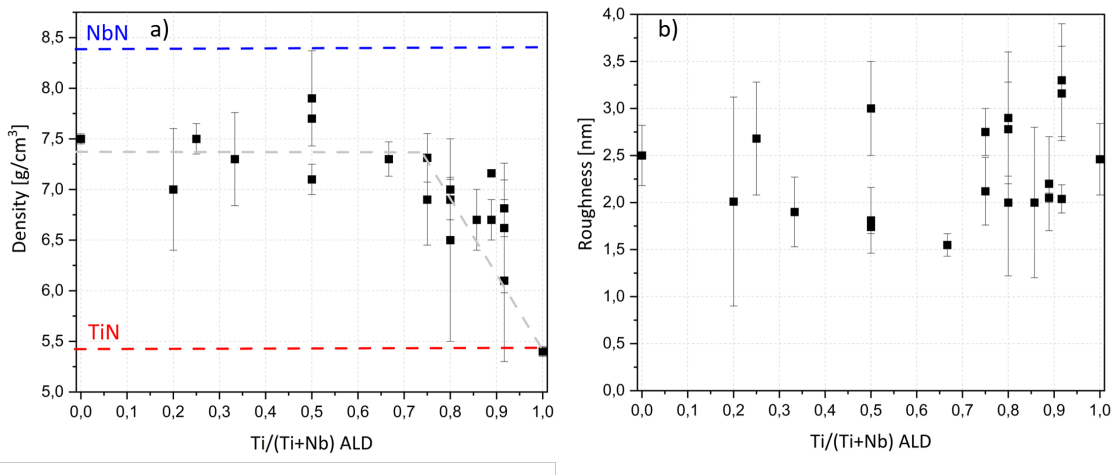 a)
NbN
TiN
8,5
8,0
7,5
7,0
6,5
6,0
5,5
5,0
Density [g/cm³]
0,0 0,1 0,2 0,3 0,4 0,5 0,6 0,7 0,8 0,9 1,0
Ti/(Ti+Nb) ALD
b)
4,0
3,5
3,0
2,5
2,0
1,5
1,0
0,5
0,0
Roughness [nm]
0,0 0,1 0,2 0,3 0,4 0,5 0,6 0,7 0,8 0,9 1,0
Ti/(Ti+Nb) ALD